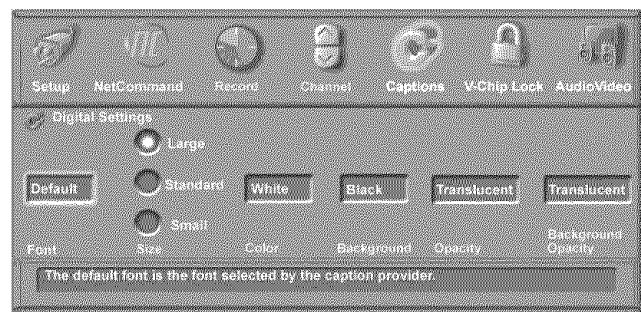 Setup NetCommand Record Channel Captions V-Chip Lock AudioVideo
Digital Settings
Large
Default Standard White Black Translucent Translucent
Small
Font Size Color Background Opacity Background Opacity
The default font is the font selected by the caption provider.